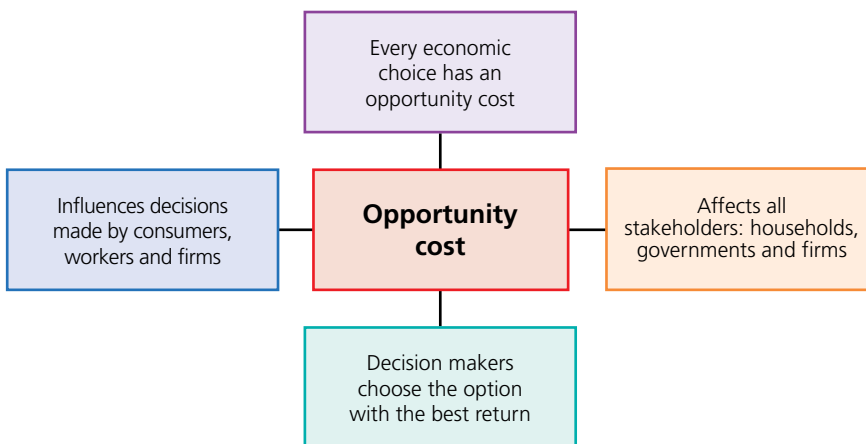 Every economic
choice has an
opportunity cost
Influences decisions
made by consumers,
workers and firms
Opportunity
cost
Affects all
stakeholders: households,
governments and firms
Decision makers
choose the option
with the best return